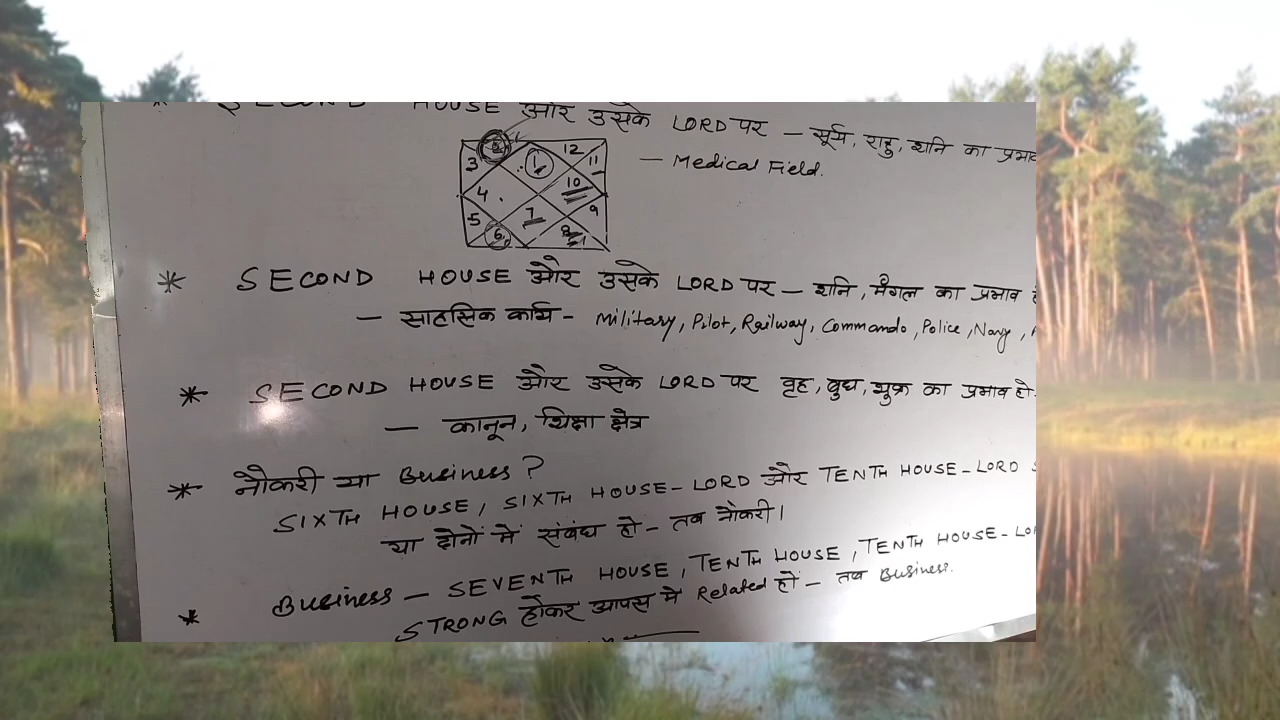 * SECOND HOUSE और उसके LORD पर – सूर्य, राहु, शनि का प्रभाव
– Medical Field.
3 2 1 12 11
4 10
5 7 9
6 8
* SECOND HOUSE और उसके LORD पर – शनि, मँगल का प्रभाव
– साहसिक कार्य – Military, Pilot, Railway, Commando, Police, Navy,
* SECOND HOUSE और उसके LORD पर वृह, बुध, शुक्र का प्रभाव हो
– कानून, शिक्षा क्षेत्र
* नौकरी या Business?
SIXTH HOUSE, SIXTH HOUSE-LORD और TENTH HOUSE-LORD
या दोनों में संबंध हो – तब नौकरी।
* Business – SEVENTH HOUSE, TENTH HOUSE, TENTH HOUSE-
STRONG होकर आपस मे Related हो – तब Business.